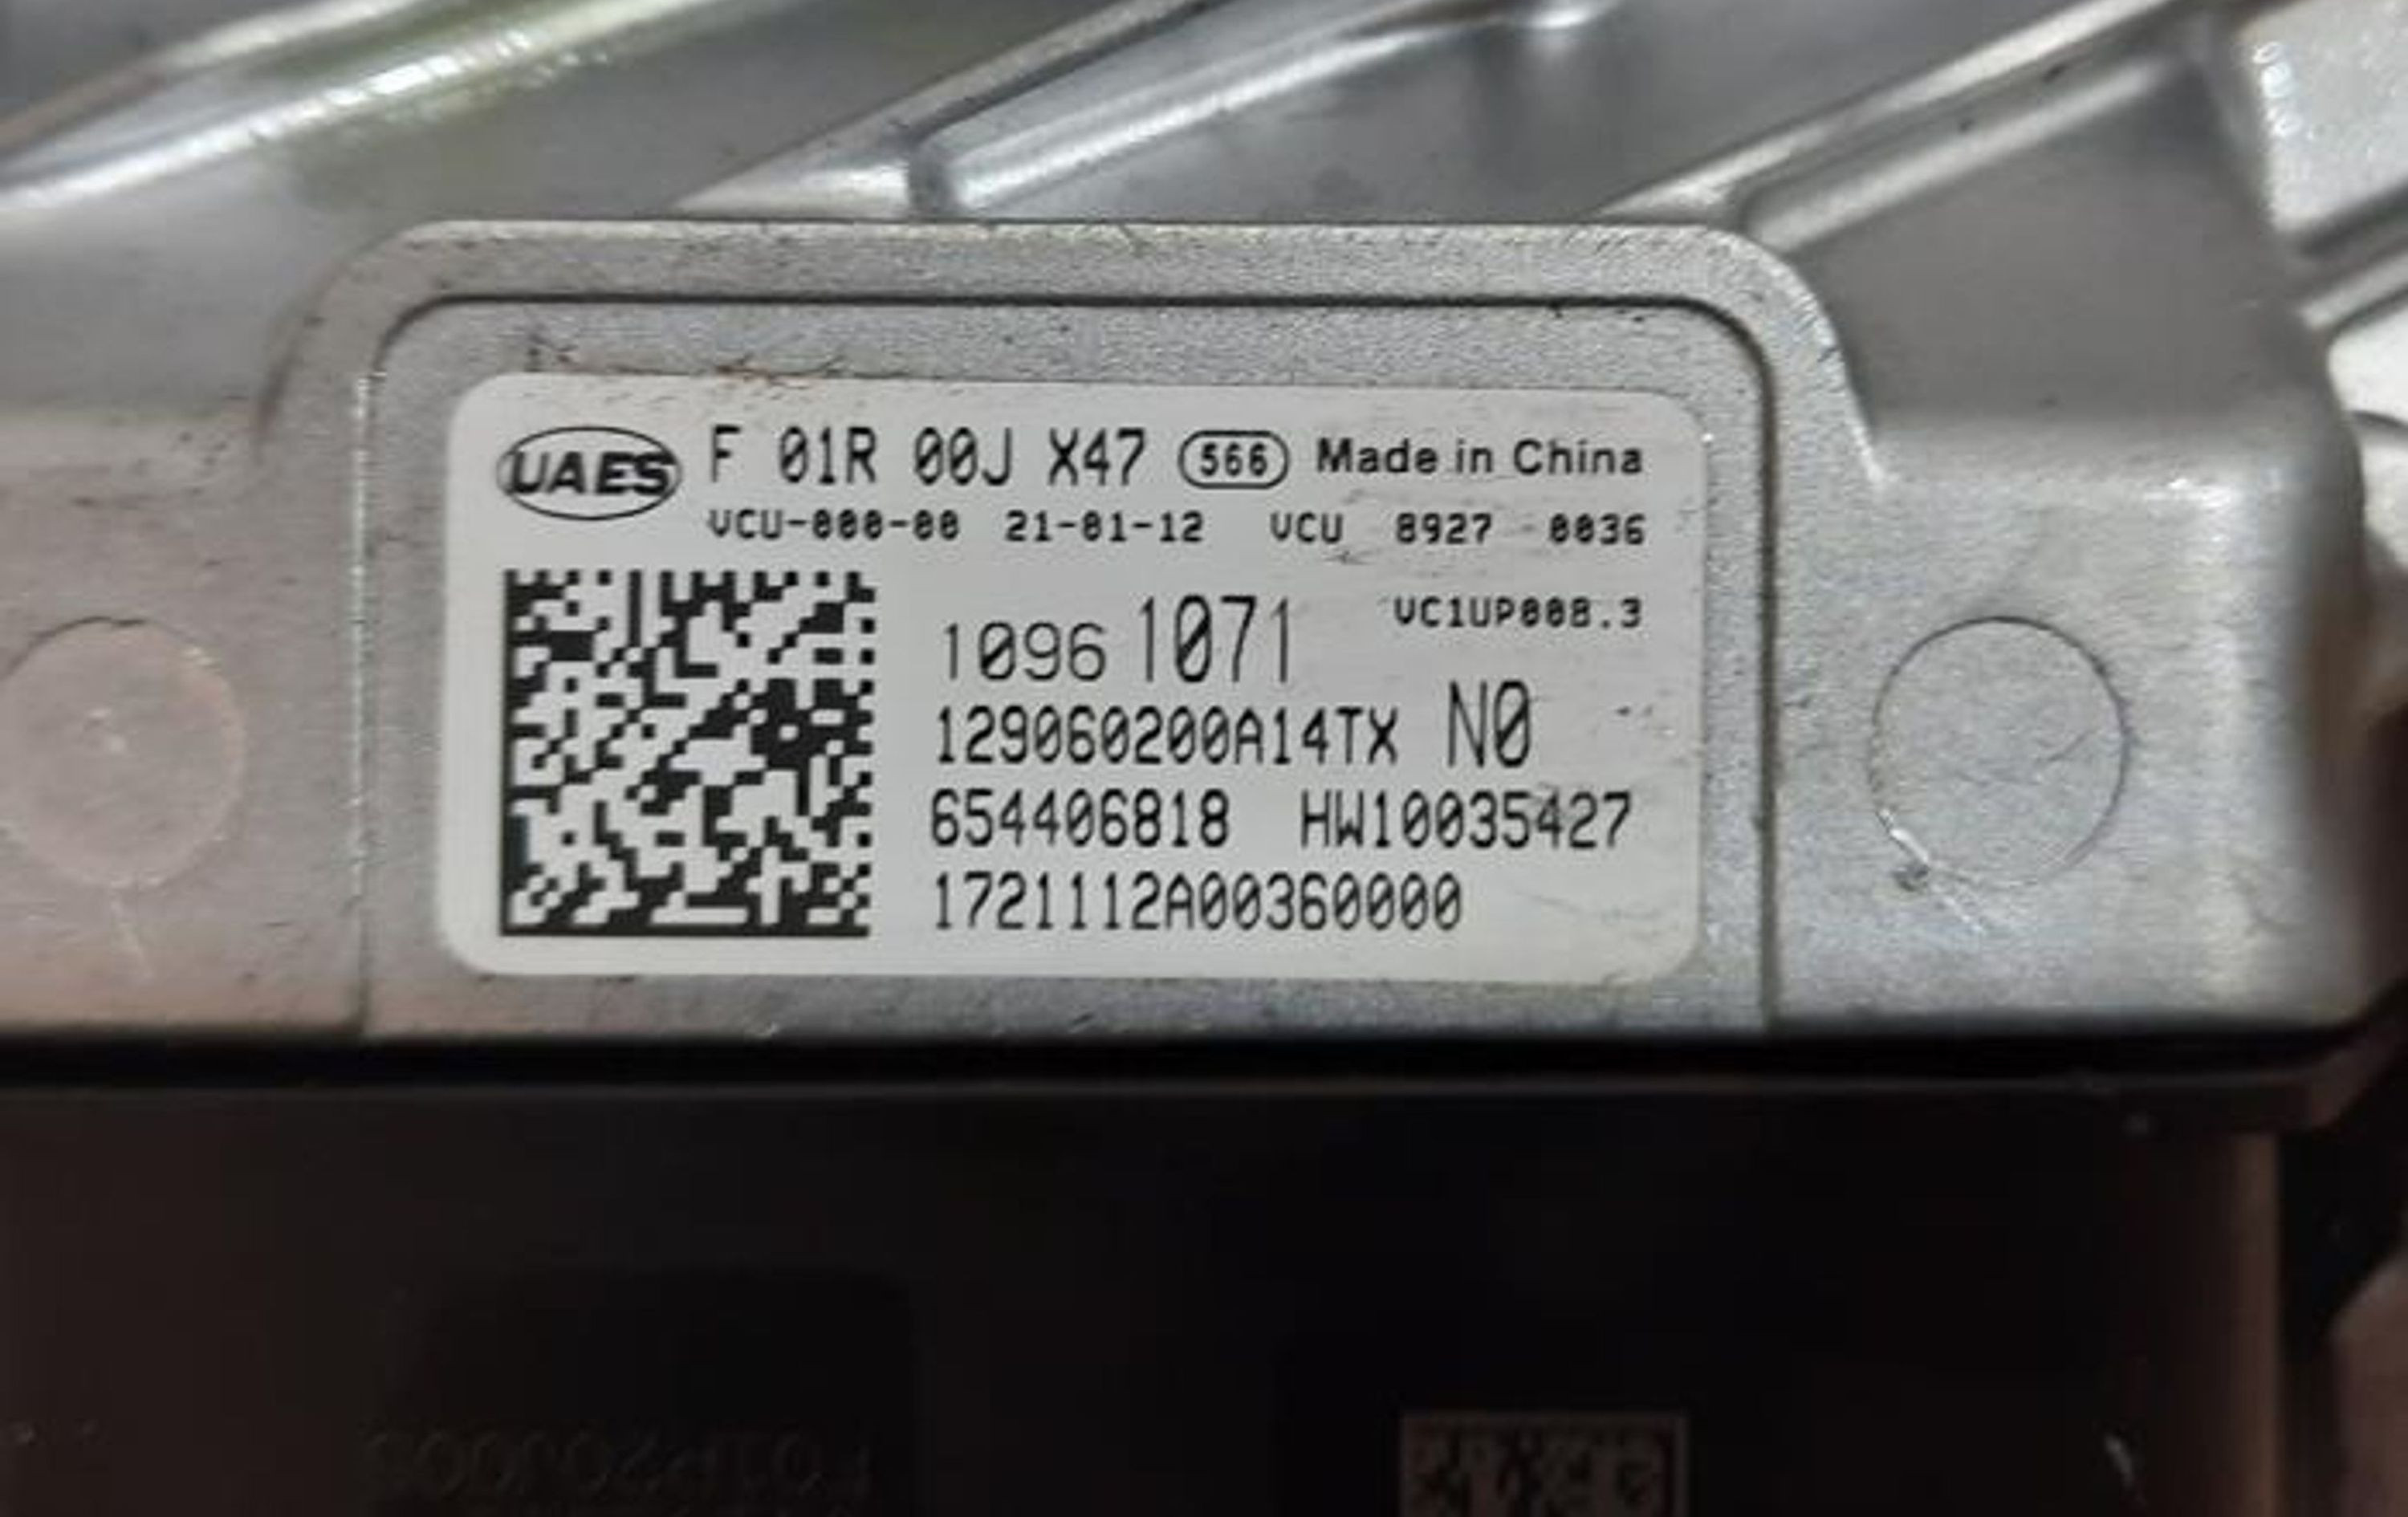 UAES F 01R 00J X47 566 Made in China
VCU-000-00 21-01-12 VCU 8927 0036
1096 1071 VC1UP008.3
129060200A14TX N0
654406818 HW10035427
1721112A00360000